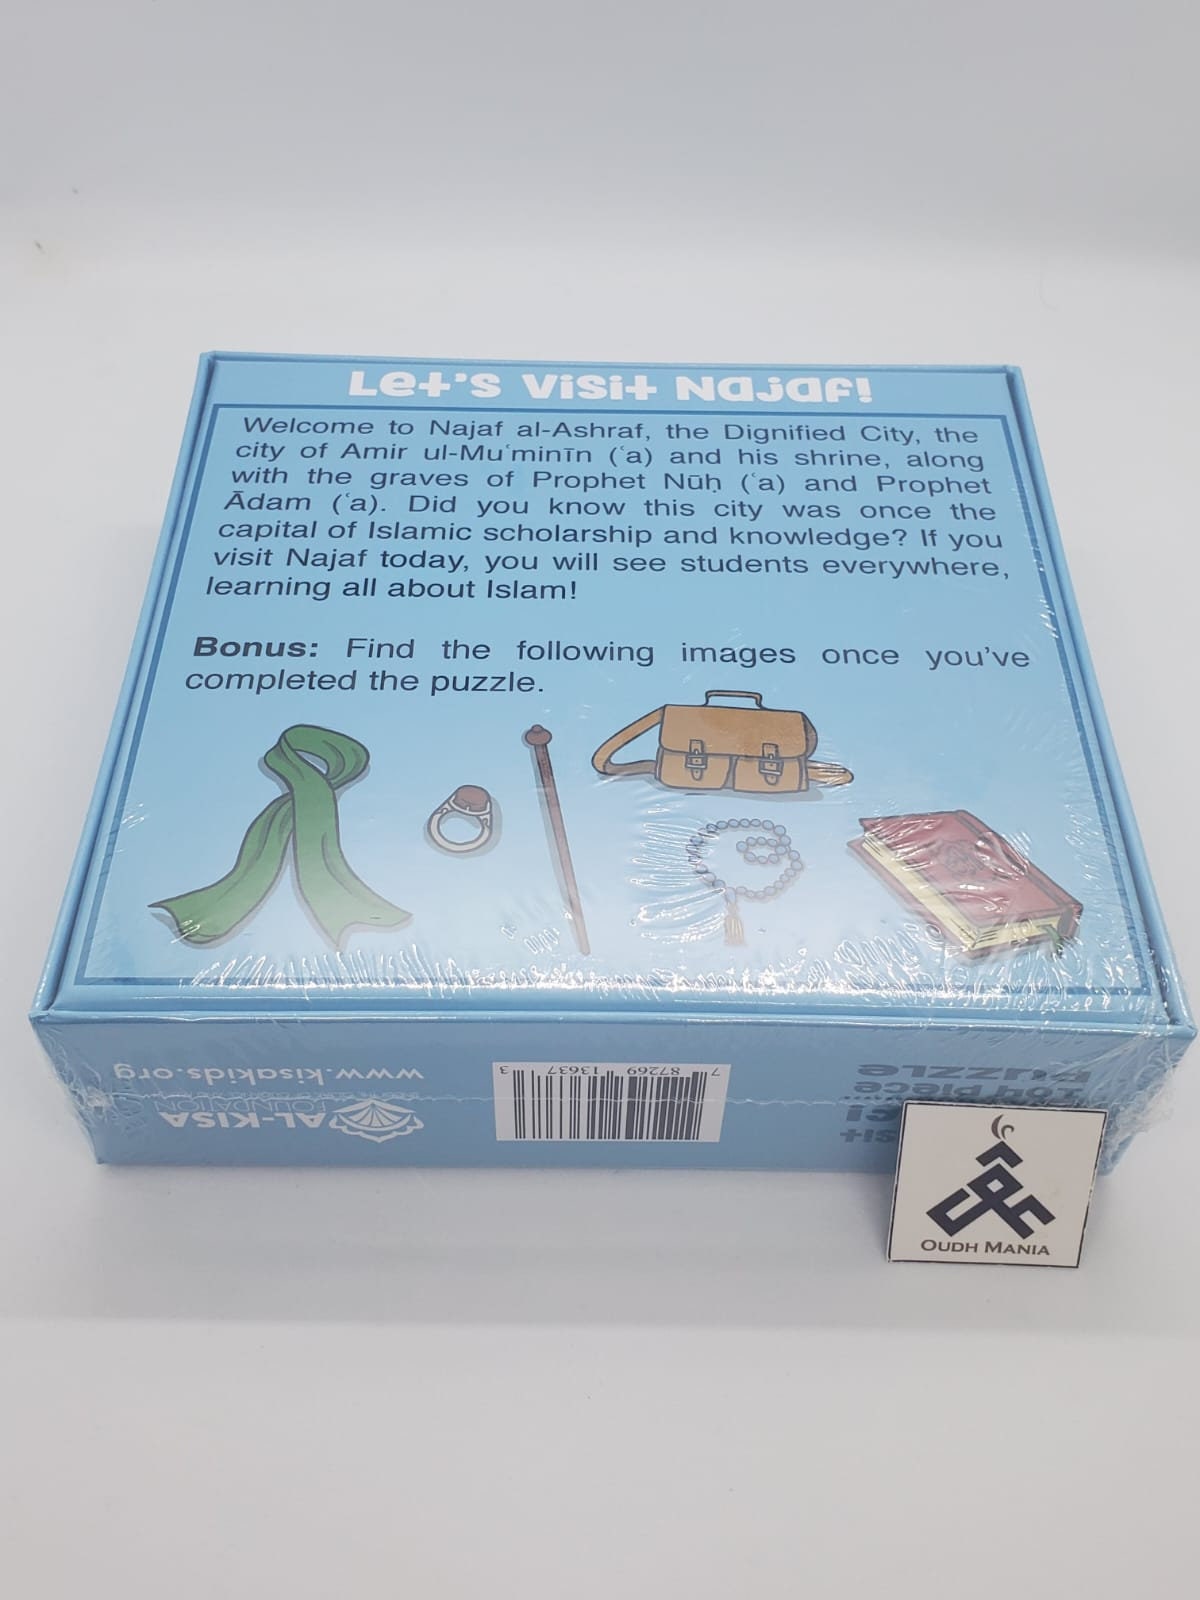 Let's Visit Najaf!
Welcome to Najaf al-Ashraf, the Dignified City, the
city of Amir ul-Muʿminīn (ʿa) and his shrine, along
with the graves of Prophet Nūḥ (ʿa) and Prophet
Ādam (ʿa). Did you know this city was once the
capital of Islamic scholarship and knowledge? If you
visit Najaf today, you will see students everywhere,
learning all about Islam!
Bonus: Find the following images once you've
completed the puzzle.
www.kisakids.org
AL-KISA
FOUNDATION
7 87269 13637 3
Piece
Puzzle
OUDH MANIA